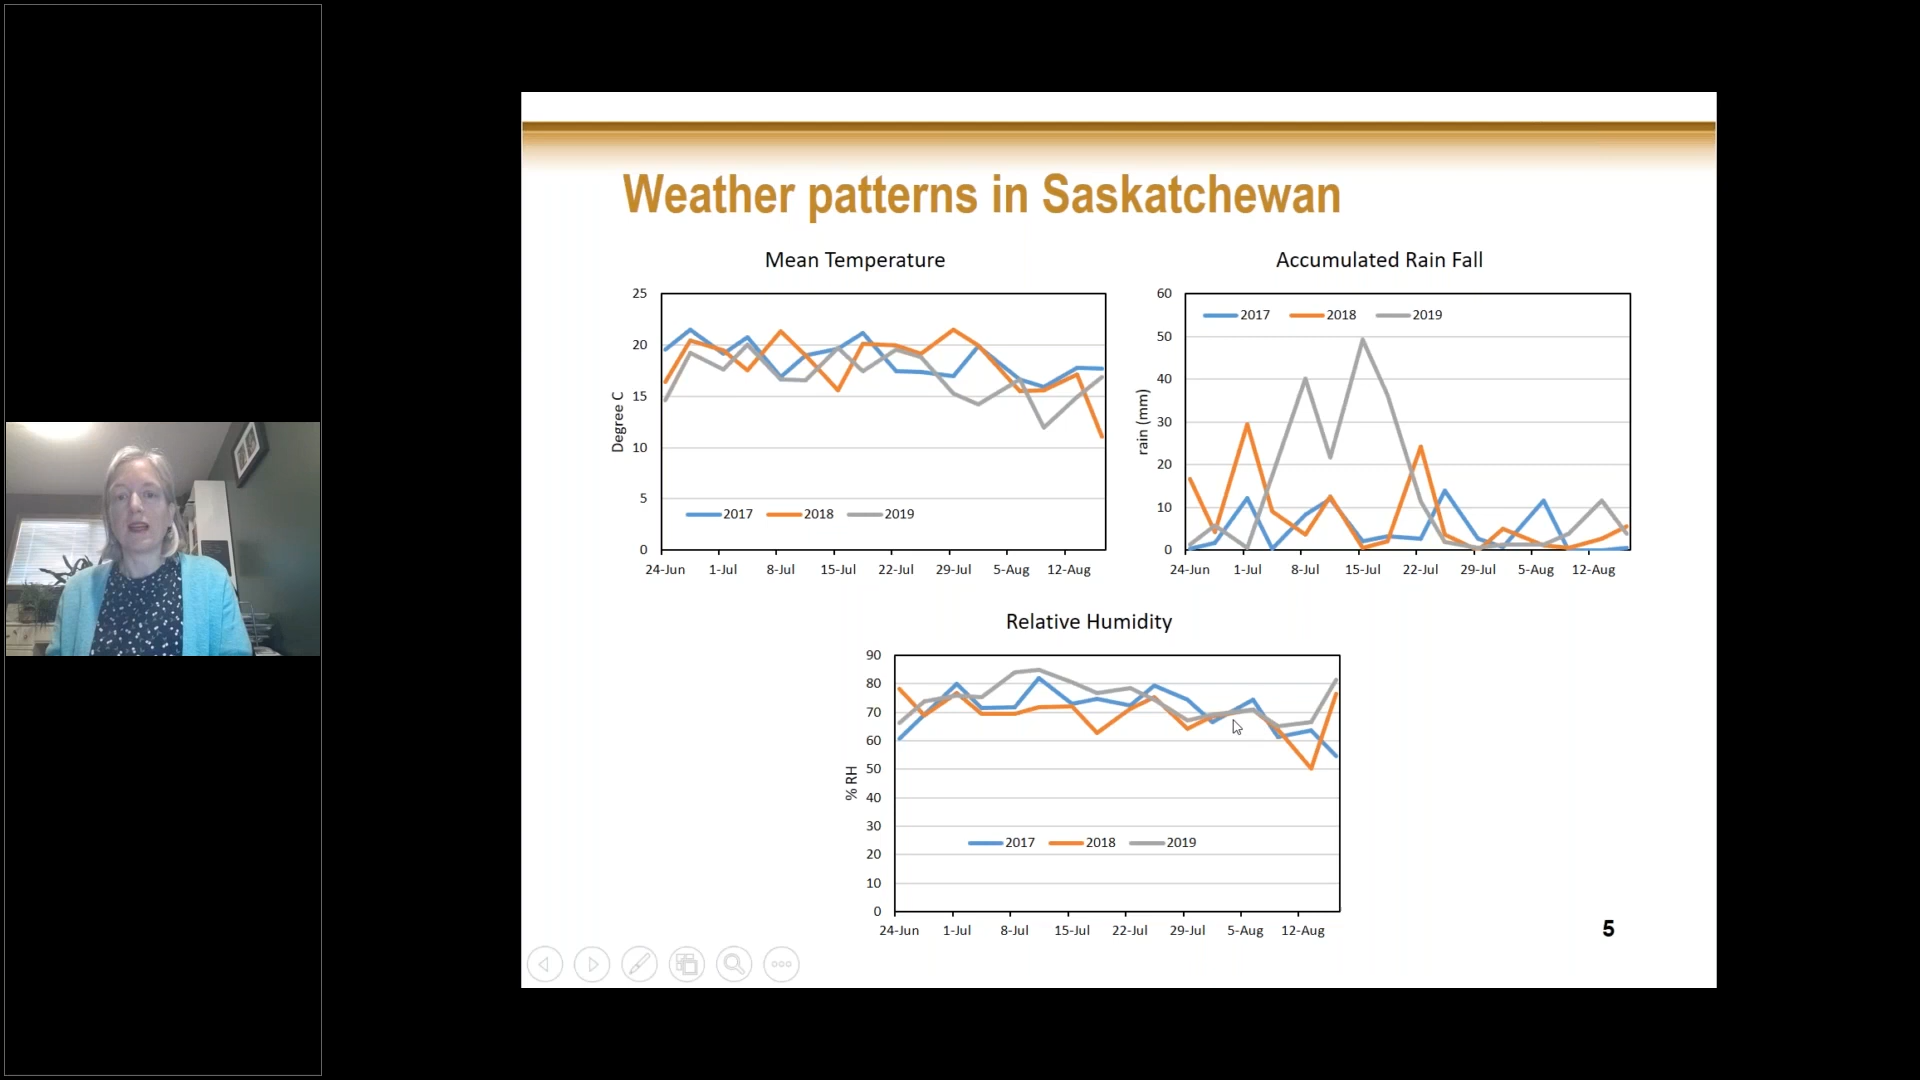 Weather patterns in Saskatchewan
Mean Temperature
25
20
15
10
5
0
Degree C
2017 2018 2019
24-Jun 1-Jul 8-Jul 15-Jul 22-Jul 29-Jul 5-Aug 12-Aug
Accumulated Rain Fall
60
50
40
30
20
10
0
rain (mm)
2017 2018 2019
24-Jun 1-Jul 8-Jul 15-Jul 22-Jul 29-Jul 5-Aug 12-Aug
Relative Humidity
90
80
70
60
50
40
30
20
10
0
% RH
2017 2018 2019
24-Jun 1-Jul 8-Jul 15-Jul 22-Jul 29-Jul 5-Aug 12-Aug
5